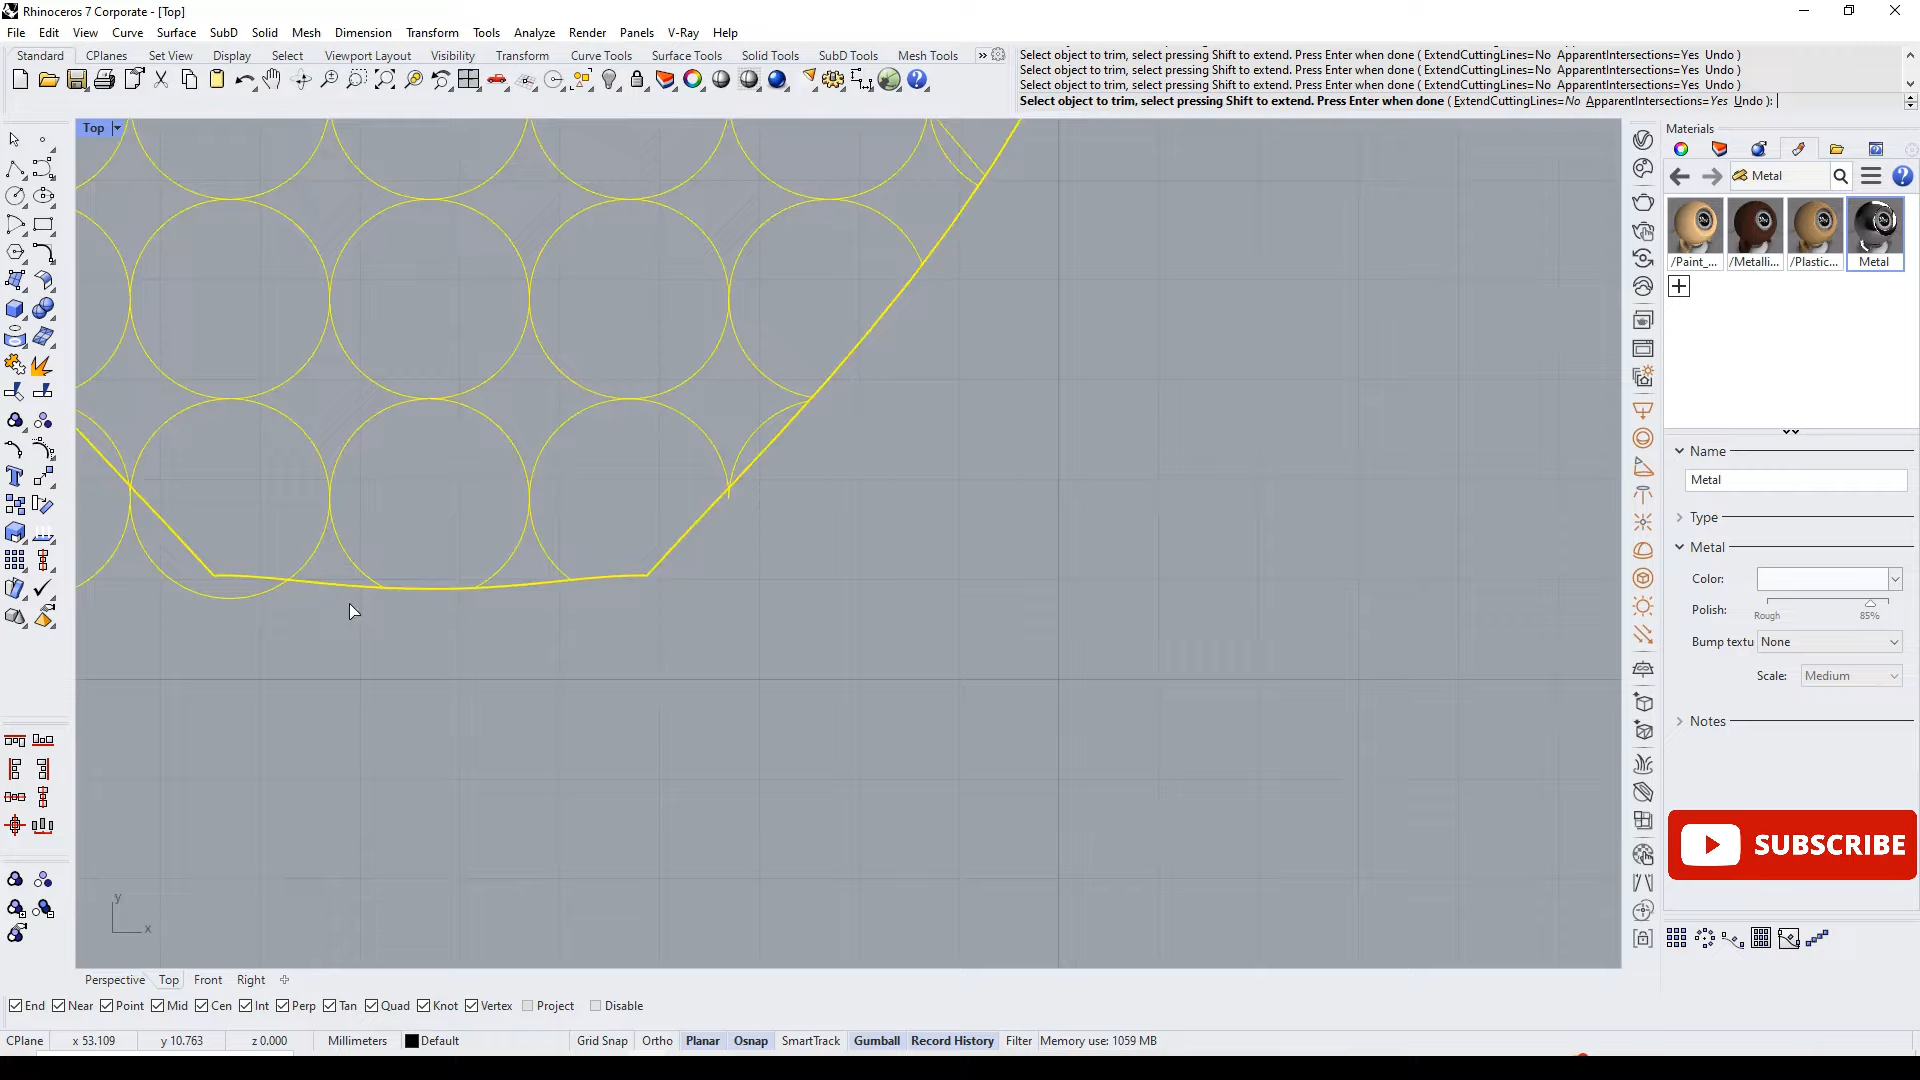 Rhinoceros 7 Corporate - [Top]
File Edit View Curve Surface SubD Solid Mesh Dimension Transform Tools Analyze Render Panels V-Ray Help
Standard CPlanes Set View Display Select Viewport Layout Visibility Transform Curve Tools Surface Tools Solid Tools SubD Tools Mesh Tools »
Select object to trim, select pressing Shift to extend. Press Enter when done ( ExtendCuttingLines=No ApparentIntersections=Yes Undo )
Select object to trim, select pressing Shift to extend. Press Enter when done ( ExtendCuttingLines=No ApparentIntersections=Yes Undo )
Select object to trim, select pressing Shift to extend. Press Enter when done ( ExtendCuttingLines=No ApparentIntersections=Yes Undo )
Select object to trim, select pressing Shift to extend. Press Enter when done ( ExtendCuttingLines=No ApparentIntersections=Yes Undo ):
Top
Materials
Metal
/Paint_... /Metalli... /Plastic... Metal
Name
Metal
Type
Metal
Color:
Polish:
Rough 85%
Bump textu None
Scale: Medium
Notes
SUBSCRIBE
y
x
Perspective Top Front Right
End Near Point Mid Cen Int Perp Tan Quad Knot Vertex Project Disable
CPlane x 53.109 y 10.763 z 0.000 Millimeters Default Grid Snap Ortho Planar Osnap SmartTrack Gumball Record History Filter Memory use: 1059 MB